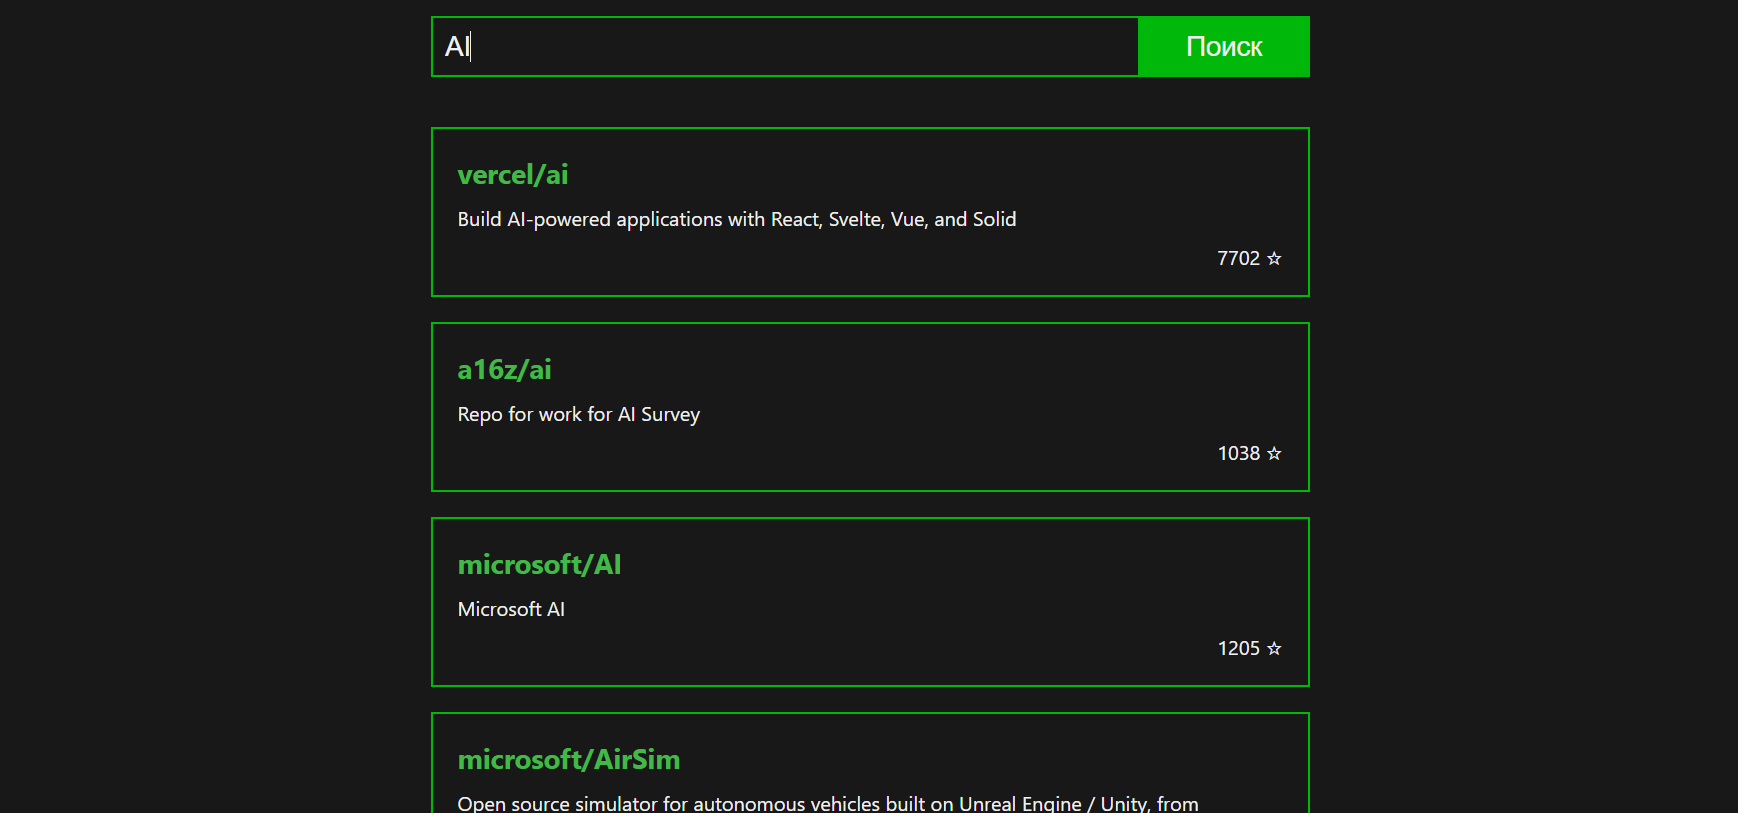 AI
Поиск
vercel/ai
Build AI-powered applications with React, Svelte, Vue, and Solid
7702 ☆
a16z/ai
Repo for work for AI Survey
1038 ☆
microsoft/AI
Microsoft AI
1205 ☆
microsoft/AirSim
Open source simulator for autonomous vehicles built on Unreal Engine / Unity, from